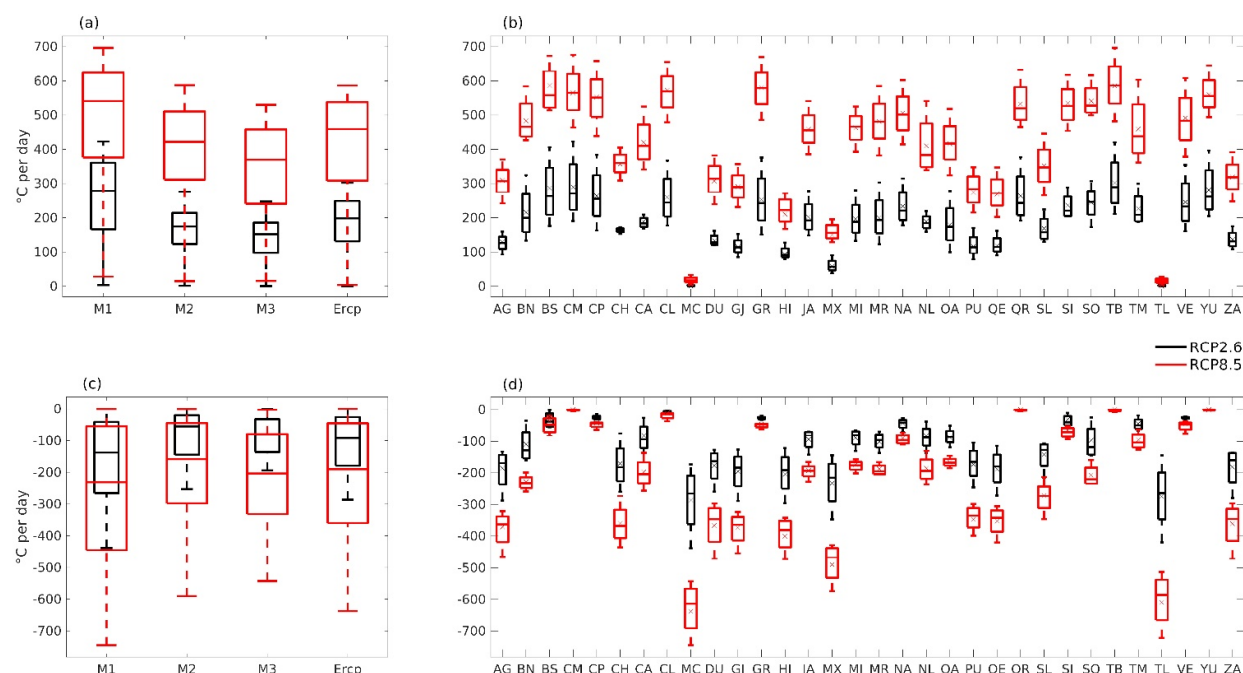 (a)
(b)
700
600
500
400
300
200
100
0
°C per day
M1 M2 M3 Ercp
700
600
500
400
300
200
100
0
AG BN BS CM CP CH CA CL MC DU GJ GR HI JA MX MI MR NA NL OA PU QE QR SL SI SO TB TM TL VE YU ZA
RCP2.6
RCP8.5
(c)
(d)
0
-100
-200
-300
-400
-500
-600
-700
°C per day
M1 M2 M3 Ercp
0
-100
-200
-300
-400
-500
-600
-700
AG BN BS CM CP CH CA CL MC DU GJ GR HI JA MX MI MR NA NL OA PU QE QR SL SI SO TB TM TL VE YU ZA